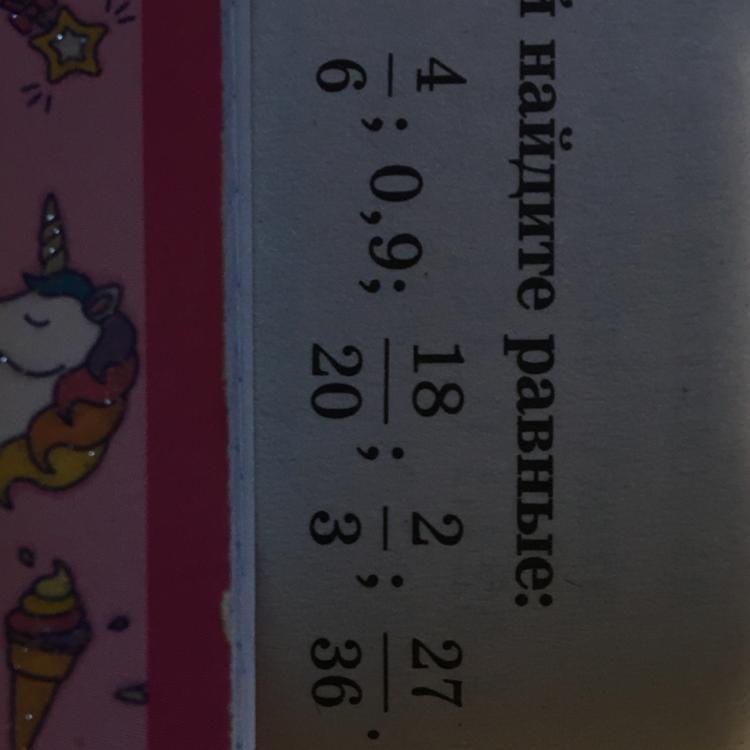 й найдите равные:
4/6; 0,9; 18/20; 2/3; 27/36.